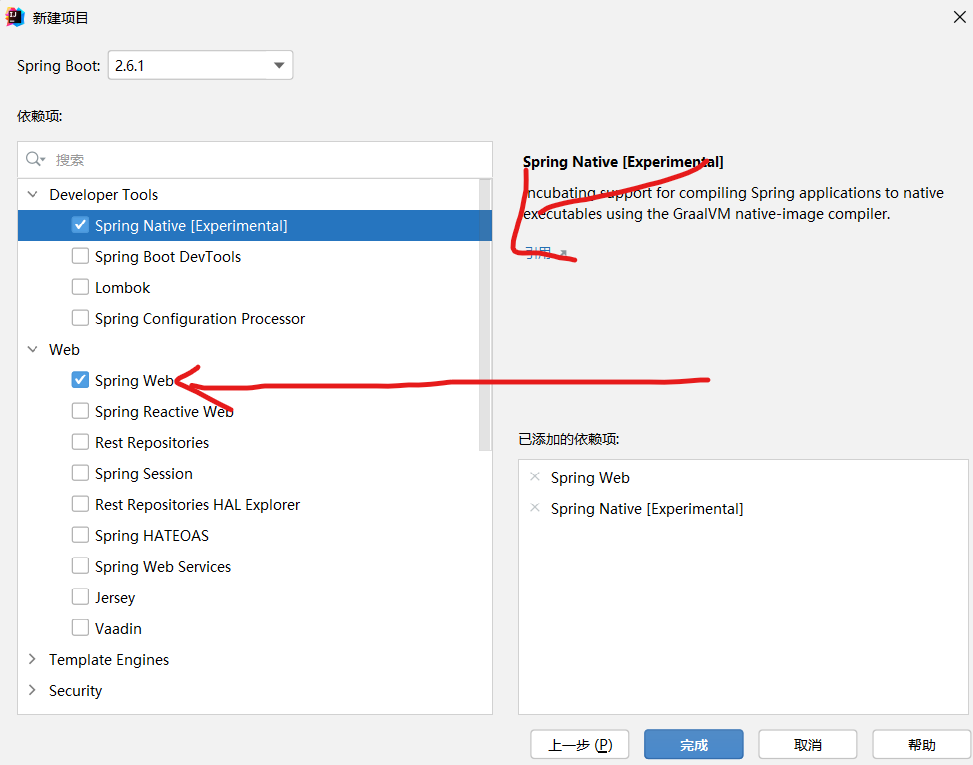 新建项目
Spring Boot: 2.6.1
依赖项:
搜索
Developer Tools
Spring Native [Experimental]
Spring Boot DevTools
Lombok
Spring Configuration Processor
Web
Spring Web
Spring Reactive Web
Rest Repositories
Spring Session
Rest Repositories HAL Explorer
Spring HATEOAS
Spring Web Services
Jersey
Vaadin
Template Engines
Security
Spring Native [Experimental]
Incubating support for compiling Spring applications to native
executables using the GraalVM native-image compiler.
引用
已添加的依赖项:
Spring Web
Spring Native [Experimental]
上一步 (P)
完成
取消
帮助